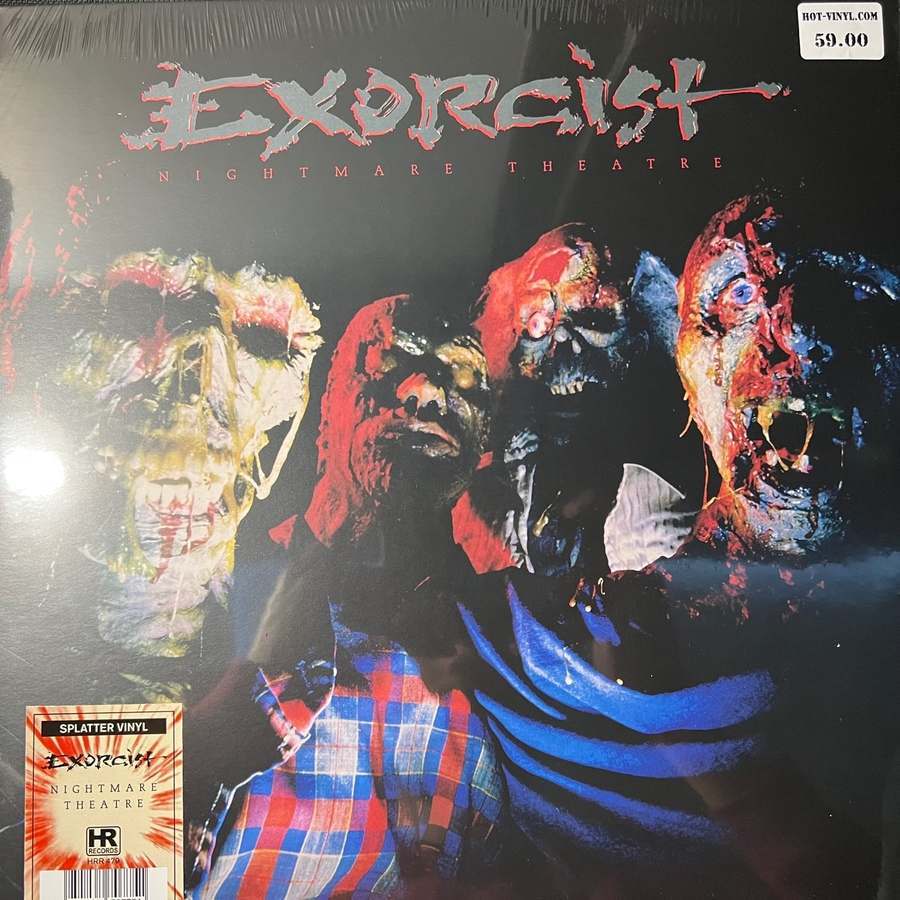 HOT-VINYL.COM
59.00
EXORCIST
NIGHTMARE THEATRE
SPLATTER VINYL
EXORCIST
NIGHTMARE
THEATRE
HR
RECORDS
HRR 470